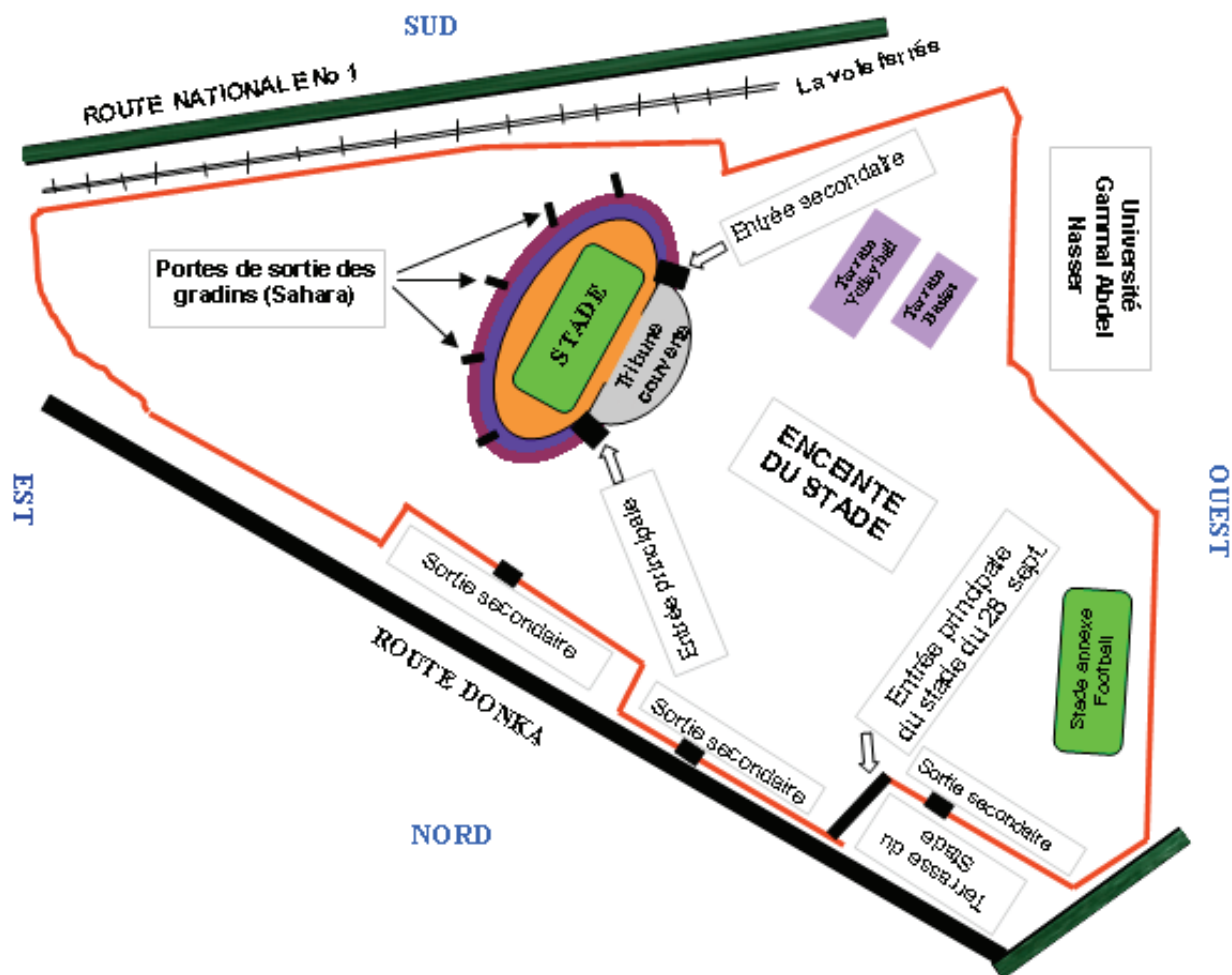 SUD
ROUTE NATIONALE No 1
La voie ferrée
Entrée secondaire
Université
Gammal Abdel
Nasser
Portes de sortie des
gradins (Sahara)
STADE
Tribune
couverte
Terrain
Volleyball
Terrain
Basket
ENCEINTE
DU STADE
EST
OUEST
Entrée principale
Entrée principale
du stade du 28 sept.
Sortie secondaire
Stade annexe
Football
ROUTE DONKA
Sortie secondaire
Sortie secondaire
NORD
Terrasse du
Stade